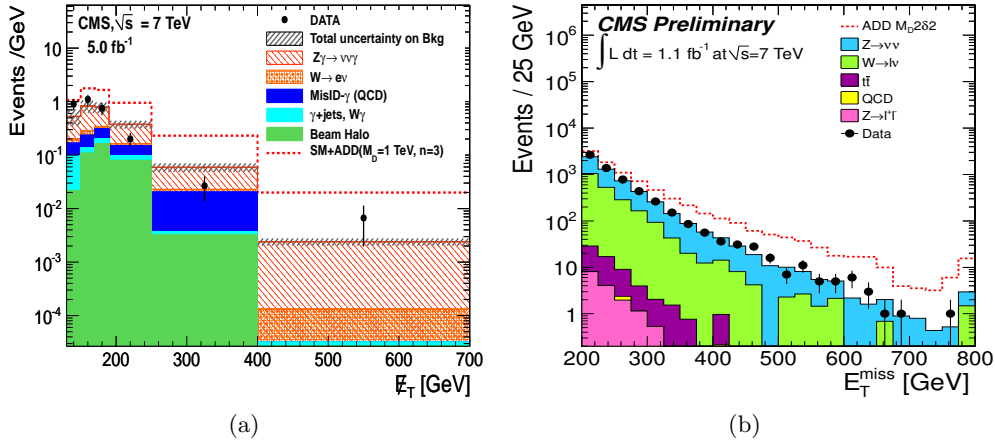 CMS, √s = 7 TeV
5.0 fb⁻¹
DATA
Total uncertainty on Bkg
Zγ→ννγ
W→eν
MisID-γ (QCD)
γ+jets, Wγ
Beam Halo
SM+ADD(M_D=1 TeV, n=3)
Events /GeV
10
1
10⁻¹
10⁻²
10⁻³
10⁻⁴
200 300 400 500 600 700
E̸_T [GeV]
(a)
CMS Preliminary
∫ L dt = 1.1 fb⁻¹ at √s=7 TeV
ADD M_D2δ2
Z→νν
W→lν
tt̄
QCD
Z→l⁺l⁻
Data
Events / 25 GeV
10⁶
10⁵
10⁴
10³
10²
10
1
200 300 400 500 600 700 800
E_T^miss [GeV]
(b)